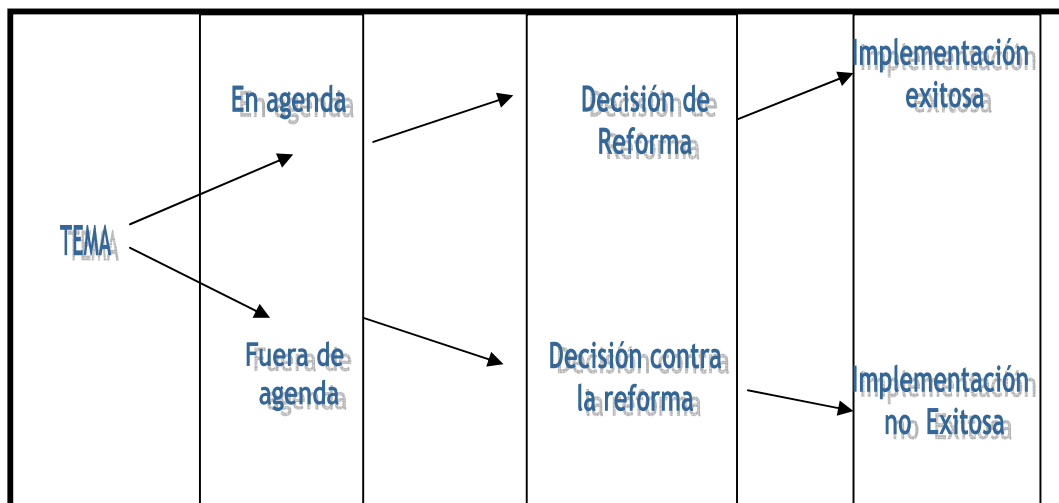 TEMA
En agenda
Fuera de
agenda
Decisión de
Reforma
Decisión contra
la reforma
Implementación
exitosa
Implementación
no Exitosa